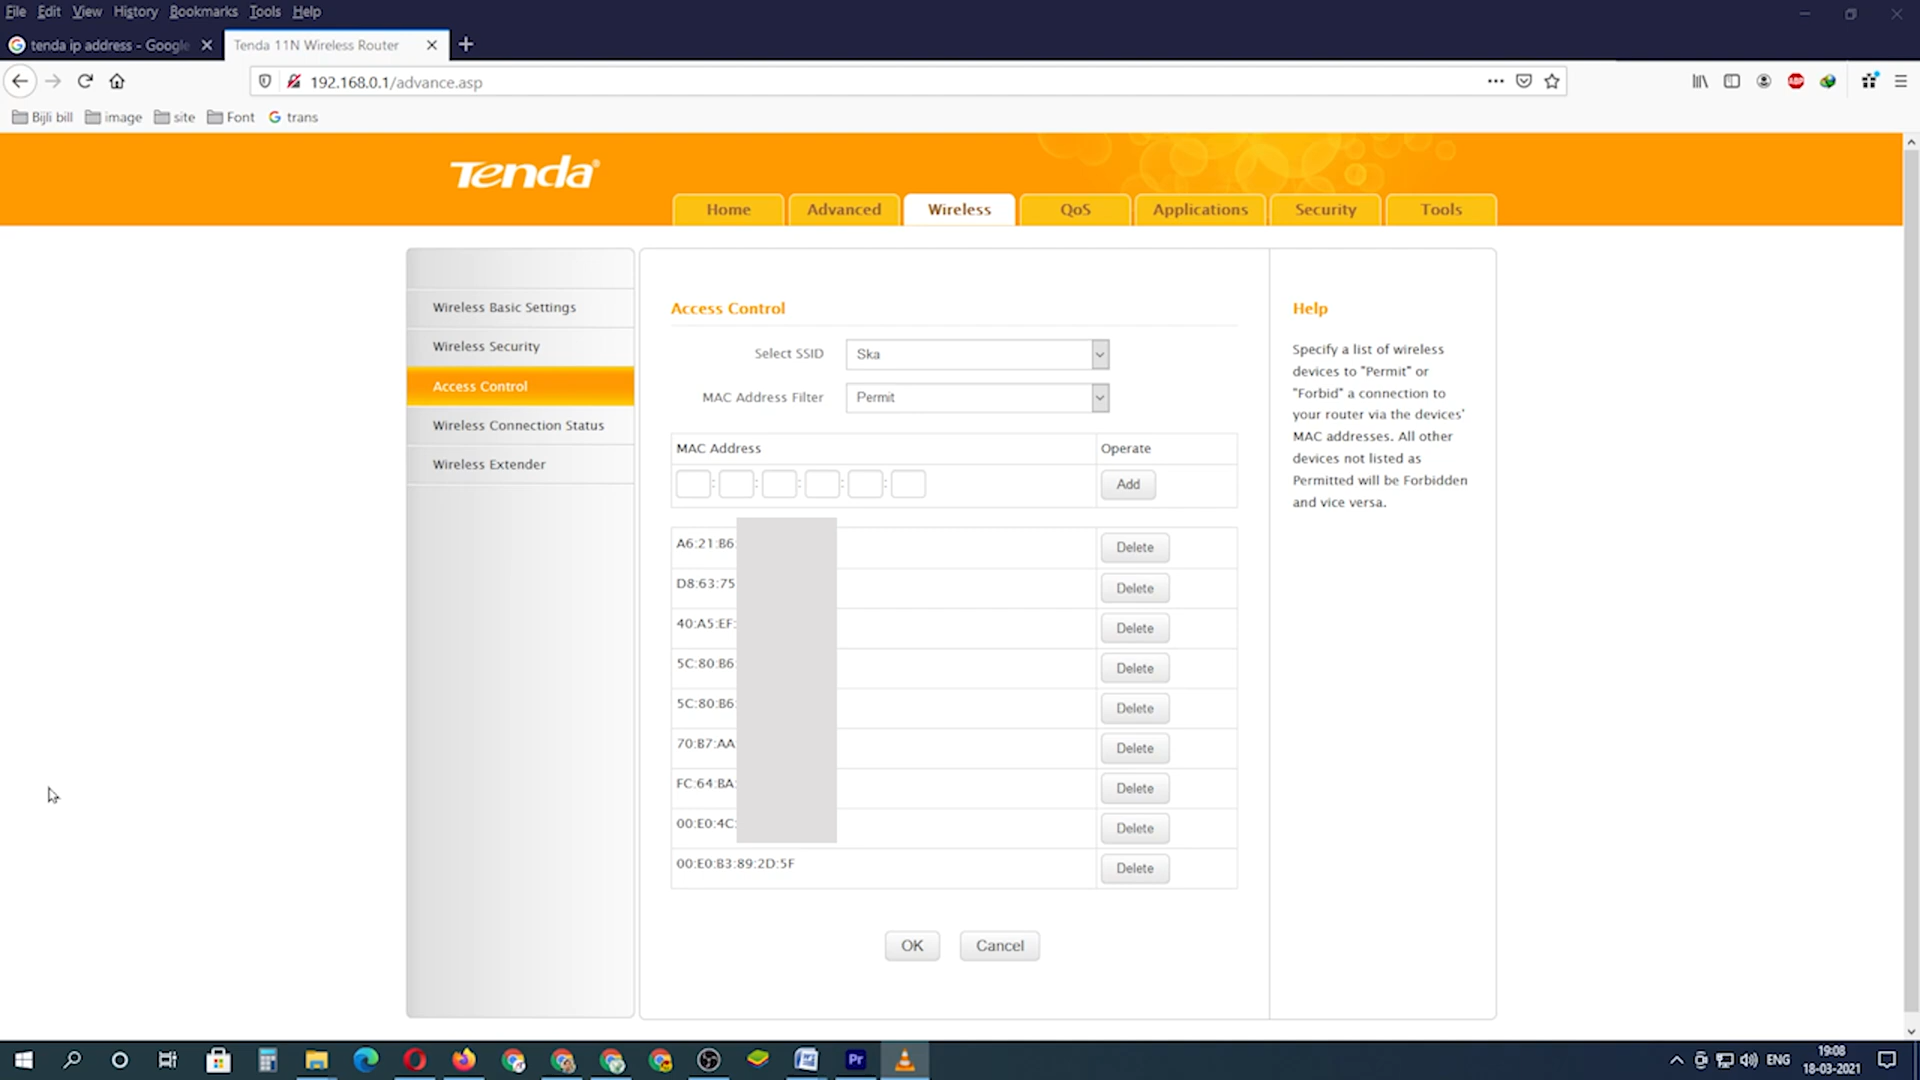 File Edit View History Bookmarks Tools Help
tenda ip address - Google
Tenda 11N Wireless Router
192.168.0.1/advance.asp
ABP
Bijli bill image site Font trans
Tenda
Home Advanced Wireless QoS Applications Security Tools
Wireless Basic Settings
Wireless Security
Access Control
Wireless Connection Status
Wireless Extender
Access Control
Select SSID Ska
MAC Address Filter Permit
MAC Address Operate
: : : : : Add
A6:21:B6: Delete
D8:63:75 Delete
40:A5:EF: Delete
5C:80:B6: Delete
5C:80:B6: Delete
70:B7:AA Delete
FC:64:BA: Delete
00:E0:4C: Delete
00:E0:B3:89:2D:5F Delete
OK Cancel
Help
Specify a list of wireless
devices to "Permit" or
"Forbid" a connection to
your router via the devices'
MAC addresses. All other
devices not listed as
Permitted will be Forbidden
and vice versa.
Pr
ENG
19:08
18-03-2021